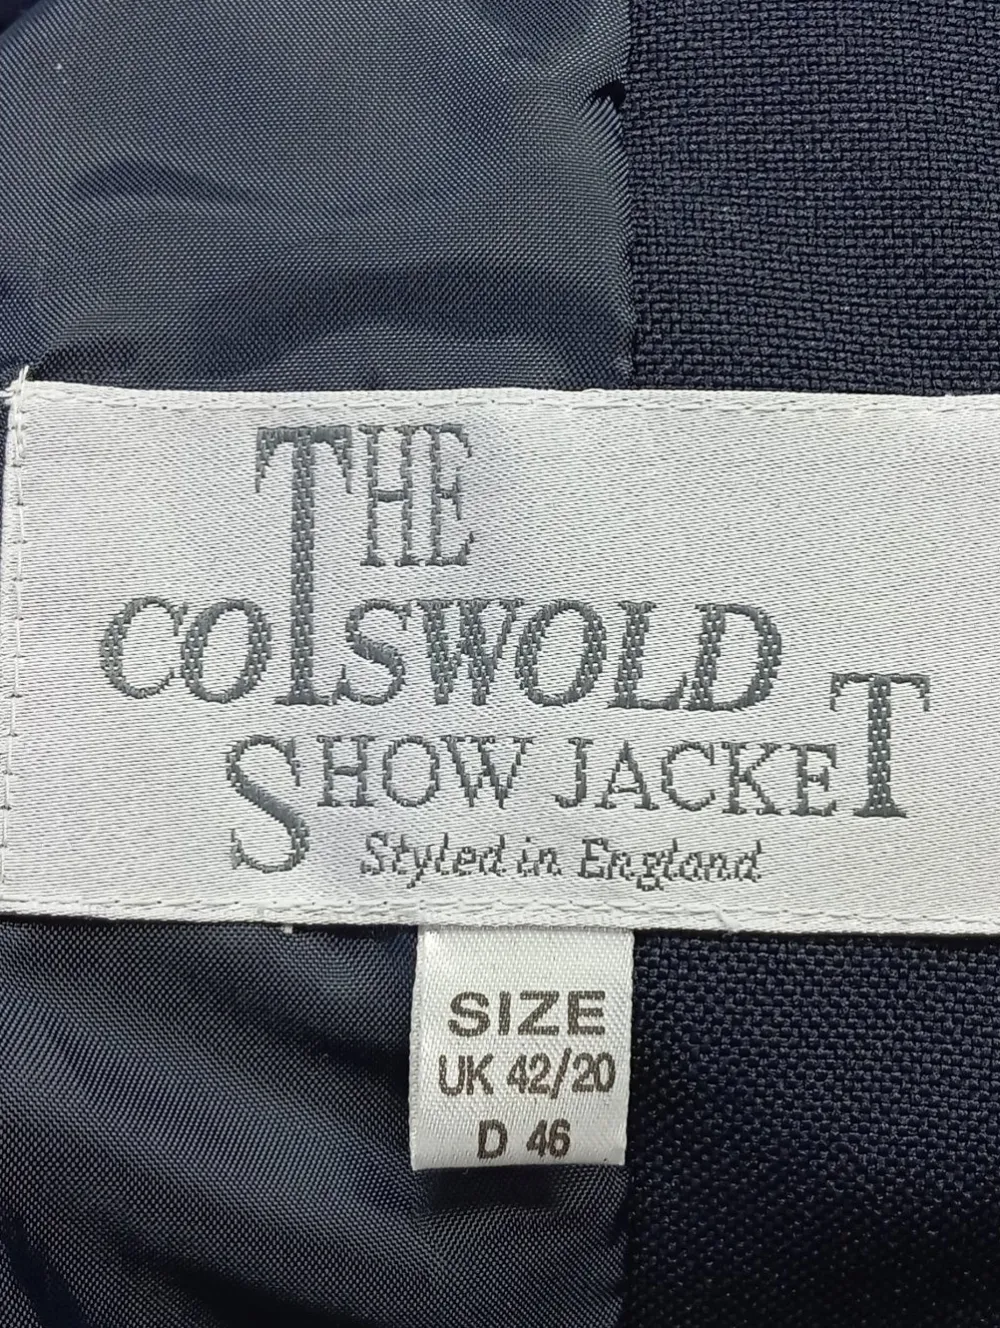 THE
COTSWOLD
SHOW JACKET
Styled in England
SIZE
UK 42/20
D 46